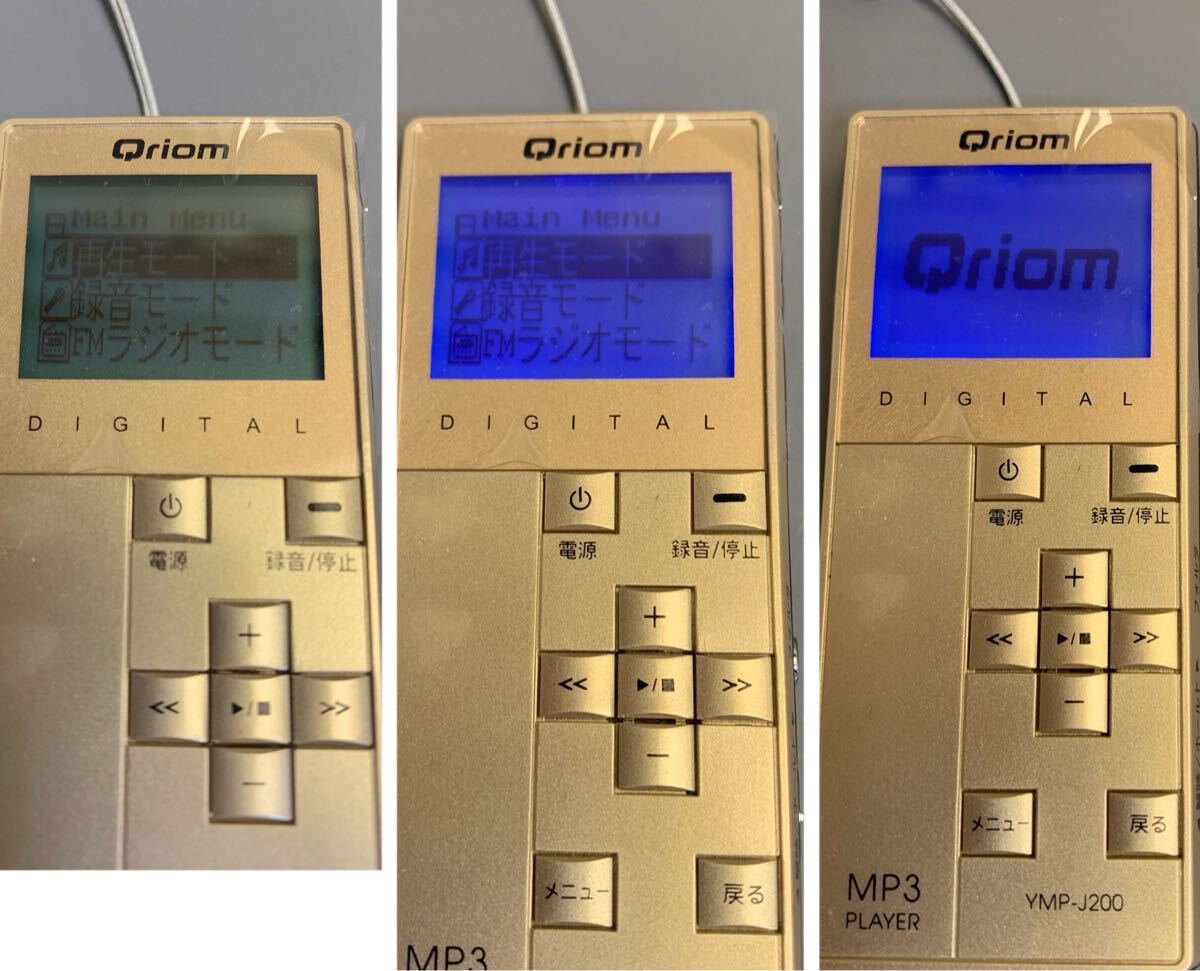 Qriom
Main Menu
再生モード
録音モード
FMラジオモード
DIGITAL
電源
録音/停止
+
<<
▶/■
>>
−
Qriom
Main Menu
再生モード
録音モード
FMラジオモード
DIGITAL
電源
録音/停止
+
<<
▶/■
>>
−
メニュー
戻る
MP3
Qriom
Qriom
DIGITAL
電源
録音/停止
+
<<
▶/■
>>
−
メニュー
戻る
MP3
PLAYER
YMP-J200